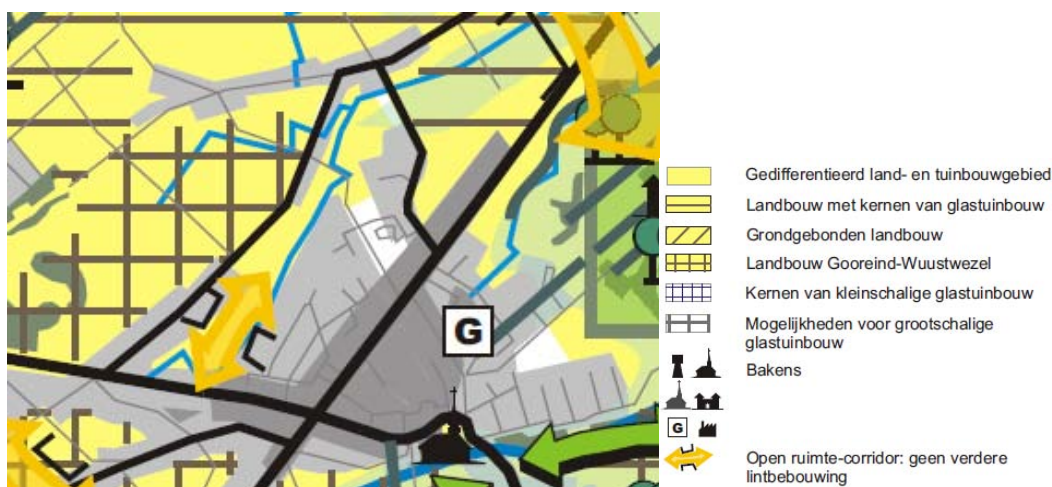 G
Gedifferentieerd land- en tuinbouwgebied
Landbouw met kernen van glastuinbouw
Grondgebonden landbouw
Landbouw Gooreind-Wuustwezel
Kernen van kleinschalige glastuinbouw
Mogelijkheden voor grootschalige
glastuinbouw
Bakens
G
Open ruimte-corridor: geen verdere
lintbebouwing